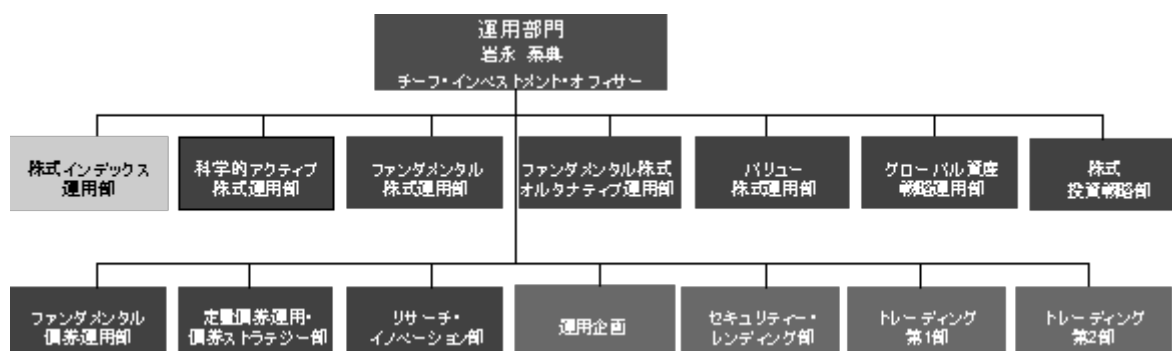 運用部門
岩永 泰典
チーフ・インベストメント・オフィサー
株式インデックス
運用部
科学的アクティブ
株式運用部
ファンダメンタル
株式運用部
ファンダメンタル株式
オルタナティブ運用部
バリュー
株式運用部
グローバル資産
戦略運用部
株式
投資戦略部
ファンダメンタル
債券運用部
定量債券運用・
債券ストラテジー部
リサーチ・
イノベーション部
運用企画
セキュリティー・
レンディング部
トレーディング
第1部
トレーディング
第2部